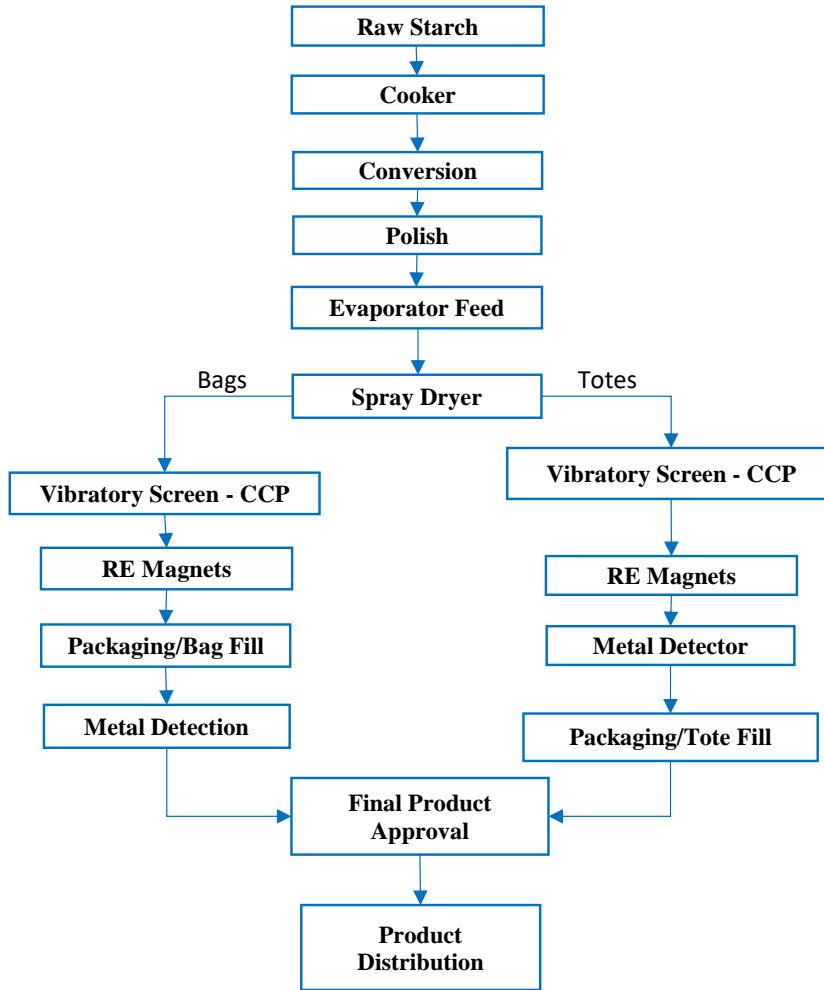 Raw Starch
Cooker
Conversion
Polish
Evaporator Feed
Bags
Totes
Spray Dryer
Vibratory Screen - CCP
RE Magnets
Packaging/Bag Fill
Metal Detection
Vibratory Screen - CCP
RE Magnets
Metal Detector
Packaging/Tote Fill
Final Product
Approval
Product
Distribution